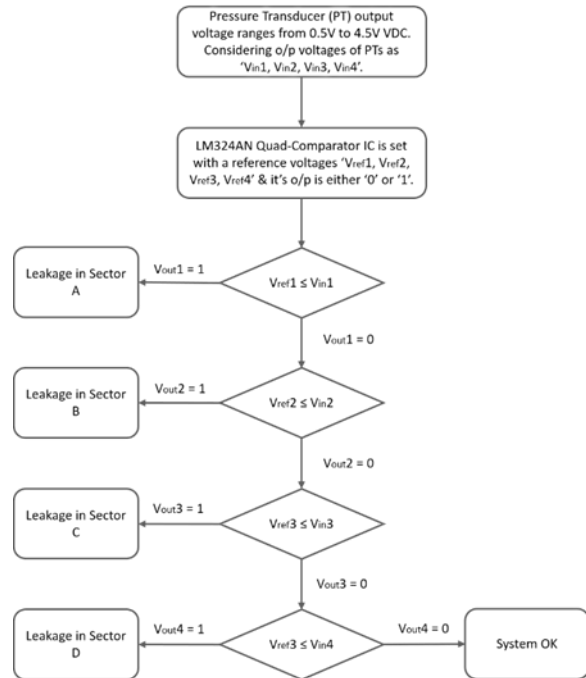 Pressure Transducer (PT) output
voltage ranges from 0.5V to 4.5V VDC.
Considering o/p voltages of PTs as
‘Vin1, Vin2, Vin3, Vin4’.
LM324AN Quad-Comparator IC is set
with a reference voltages ‘Vref1, Vref2,
Vref3, Vref4’ & it’s o/p is either ‘0’ or ‘1’.
Leakage in Sector
A
Vout1 = 1
Vref1 ≤ Vin1
Vout1 = 0
Leakage in Sector
B
Vout2 = 1
Vref2 ≤ Vin2
Vout2 = 0
Leakage in Sector
C
Vout3 = 1
Vref3 ≤ Vin3
Vout3 = 0
Leakage in Sector
D
Vout4 = 1
Vref3 ≤ Vin4
Vout4 = 0
System OK